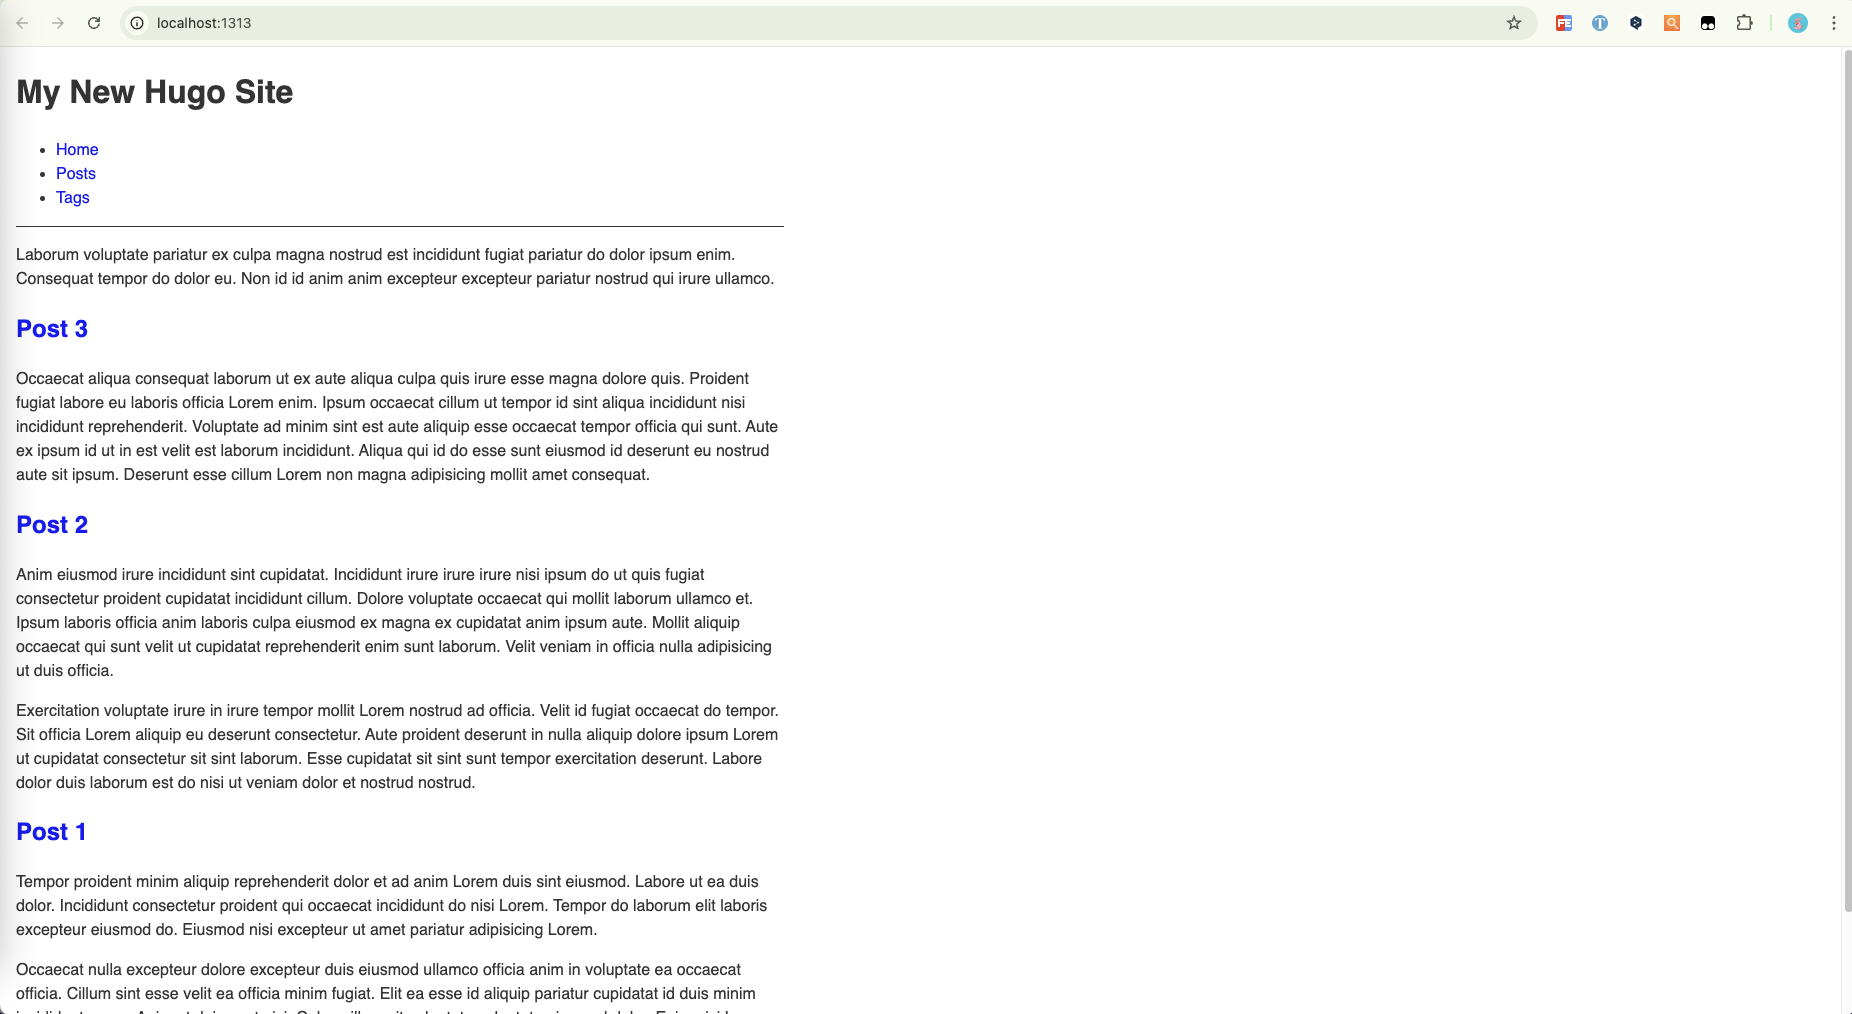 localhost:1313
My New Hugo Site
Home
Posts
Tags
Laborum voluptate pariatur ex culpa magna nostrud est incididunt fugiat pariatur do dolor ipsum enim.
Consequat tempor do dolor eu. Non id id anim anim excepteur excepteur pariatur nostrud qui irure ullamco.
Post 3
Occaecat aliqua consequat laborum ut ex aute aliqua culpa quis irure esse magna dolore quis. Proident
fugiat labore eu laboris officia Lorem enim. Ipsum occaecat cillum ut tempor id sint aliqua incididunt nisi
incididunt reprehenderit. Voluptate ad minim sint est aute aliquip esse occaecat tempor officia qui sunt. Aute
ex ipsum id ut in est velit est laborum incididunt. Aliqua qui id do esse sunt eiusmod id deserunt eu nostrud
aute sit ipsum. Deserunt esse cillum Lorem non magna adipisicing mollit amet consequat.
Post 2
Anim eiusmod irure incididunt sint cupidatat. Incididunt irure irure irure nisi ipsum do ut quis fugiat
consectetur proident cupidatat incididunt cillum. Dolore voluptate occaecat qui mollit laborum ullamco et.
Ipsum laboris officia anim laboris culpa eiusmod ex magna ex cupidatat anim ipsum aute. Mollit aliquip
occaecat qui sunt velit ut cupidatat reprehenderit enim sunt laborum. Velit veniam in officia nulla adipisicing
ut duis officia.
Exercitation voluptate irure in irure tempor mollit Lorem nostrud ad officia. Velit id fugiat occaecat do tempor.
Sit officia Lorem aliquip eu deserunt consectetur. Aute proident deserunt in nulla aliquip dolore ipsum Lorem
ut cupidatat consectetur sit sint laborum. Esse cupidatat sit sint sunt tempor exercitation deserunt. Labore
dolor duis laborum est do nisi ut veniam dolor et nostrud nostrud.
Post 1
Tempor proident minim aliquip reprehenderit dolor et ad anim Lorem duis sint eiusmod. Labore ut ea duis
dolor. Incididunt consectetur proident qui occaecat incididunt do nisi Lorem. Tempor do laborum elit laboris
excepteur eiusmod do. Eiusmod nisi excepteur ut amet pariatur adipisicing Lorem.
Occaecat nulla excepteur dolore excepteur duis eiusmod ullamco officia anim in voluptate ea occaecat
officia. Cillum sint esse velit ea officia minim fugiat. Elit ea esse id aliquip pariatur cupidatat id duis minim